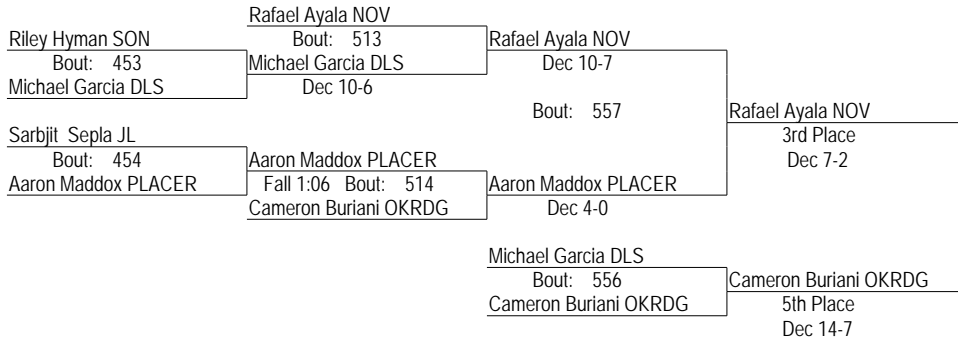 Rafael Ayala NOV
Riley Hyman SON
Bout: 513
Rafael Ayala NOV
Bout: 453
Michael Garcia DLS
Dec 10-7
Michael Garcia DLS
Dec 10-6
Bout: 557
Rafael Ayala NOV
Sarbjit Sepla JL
3rd Place
Bout: 454
Aaron Maddox PLACER
Dec 7-2
Aaron Maddox PLACER
Fall 1:06 Bout: 514
Aaron Maddox PLACER
Cameron Buriani OKRDG
Dec 4-0
Michael Garcia DLS
Bout: 556
Cameron Buriani OKRDG
Cameron Buriani OKRDG
5th Place
Dec 14-7